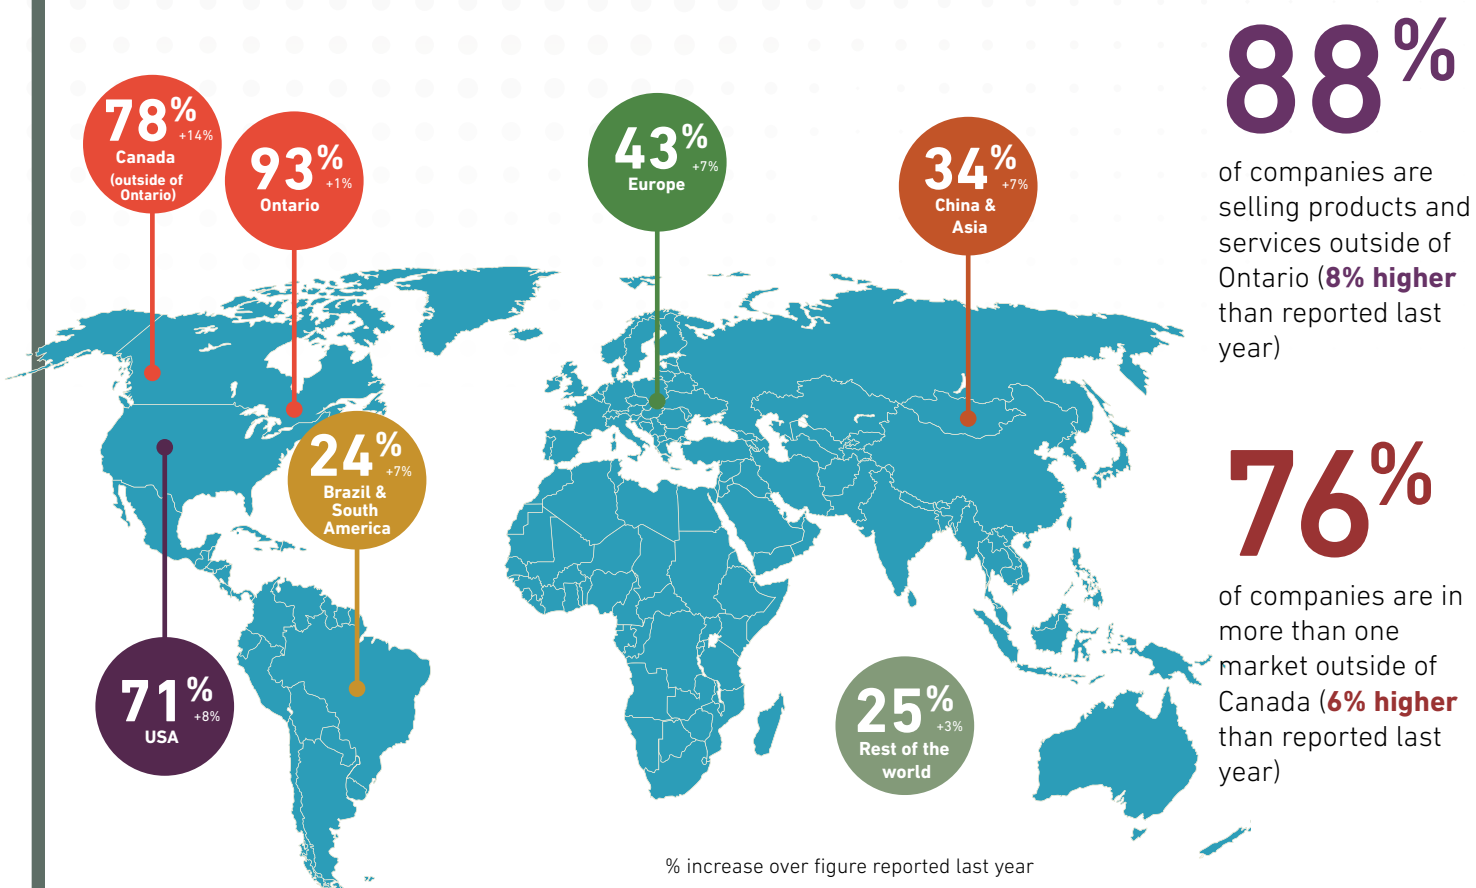 78%
+14%
Canada
(outside of
Ontario)
93%
+1%
Ontario
43%
+7%
Europe
34%
+7%
China &
Asia
24%
+7%
Brazil &
South
America
71%
+8%
USA
25%
+3%
Rest of the
world
% increase over figure reported last year
88%
of companies are
selling products and
services outside of
Ontario (8% higher
than reported last
year)
76%
of companies are in
more than one
market outside of
Canada (6% higher
than reported last
year)